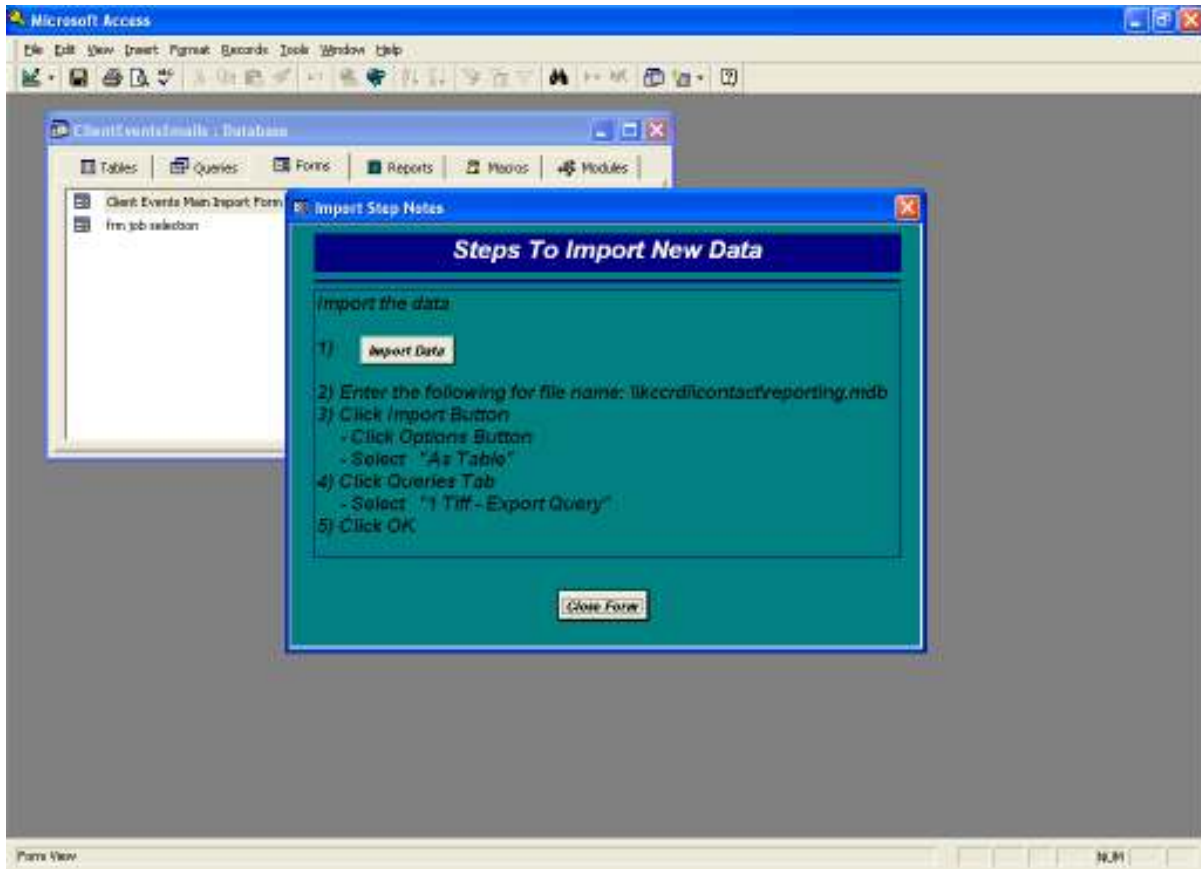 Microsoft Access
File Edit View Insert Format Records Tools Window Help
ClientEventsEmails : Database
Tables Queries Forms Reports Macros Modules
Client Events Main Import Form
frm job selection
Import Step Notes
Steps To Import New Data
Import the data
1) Import Data
2) Enter the following for file name:
3) Click Import Button
- Click Options Button
- Select "As Table"
4) Click Queries Tab
- Select "1 Tiff - Export Query"
5) Click OK
Close Form
Form View
NUM